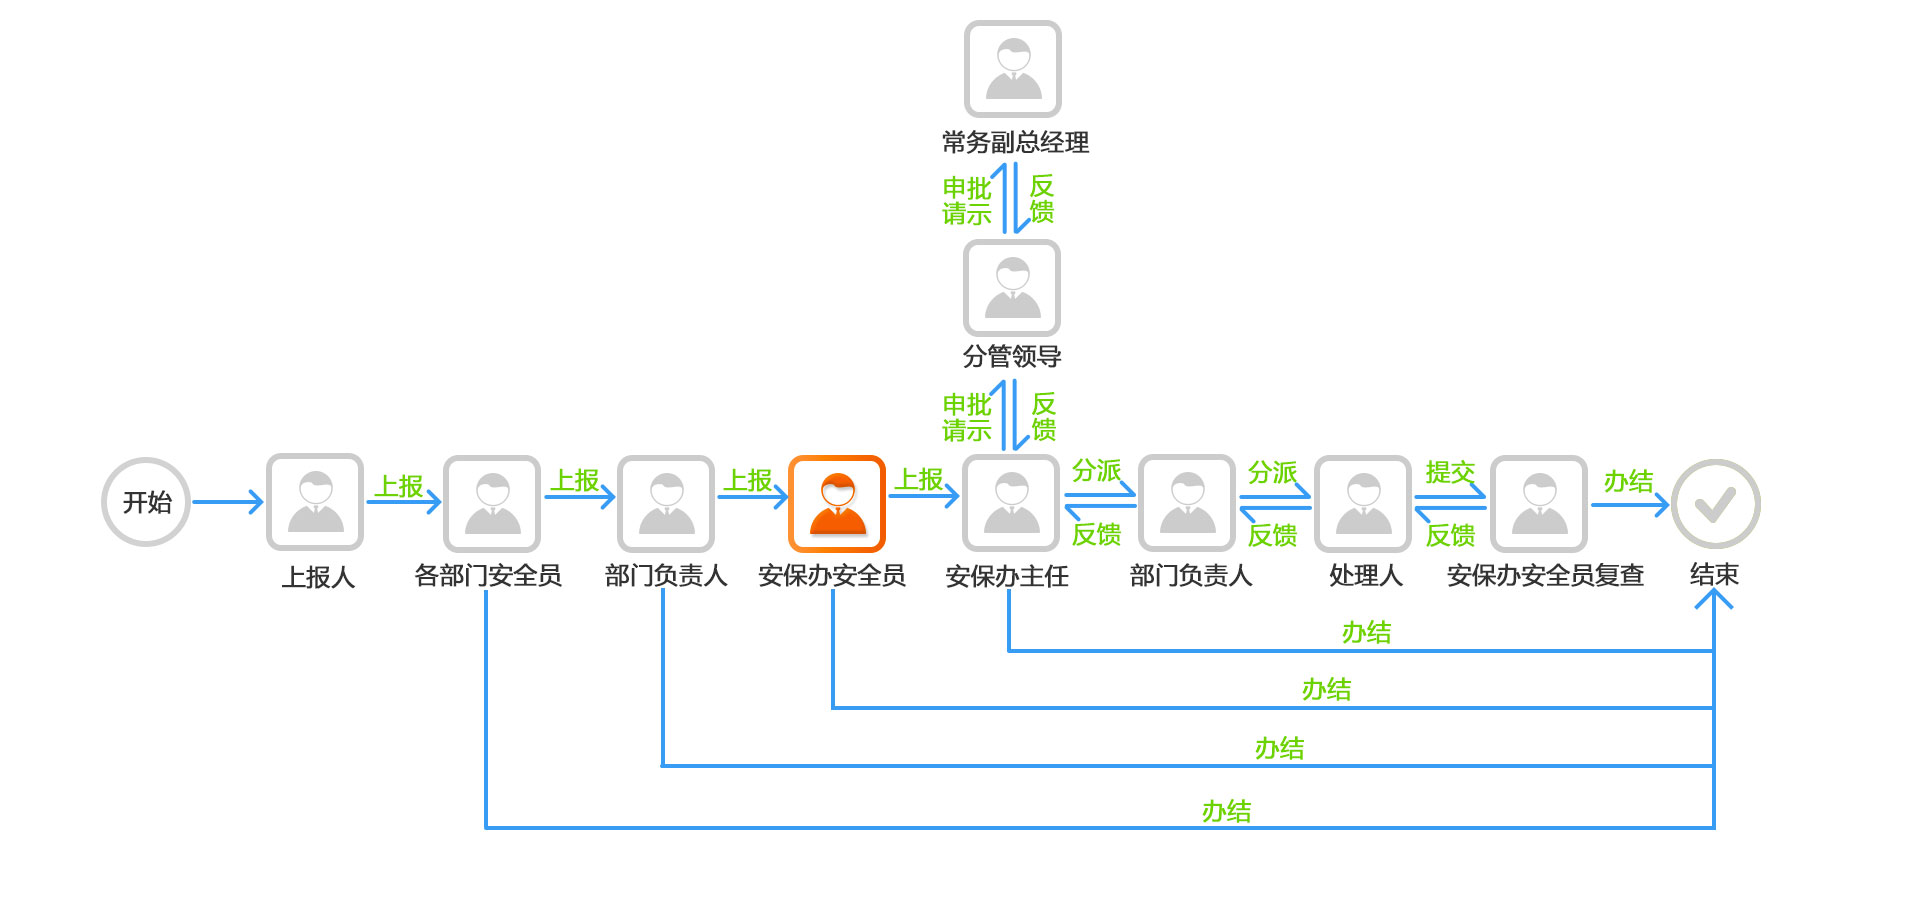 常务副总经理
申批
请示
反
馈
分管领导
申批
请示
反
馈
开始
上报
上报
上报
上报
分派
反馈
分派
反馈
提交
反馈
办结
上报人
各部门安全员
部门负责人
安保办安全员
安保办主任
部门负责人
处理人
安保办安全员复查
结束
办结
办结
办结
办结